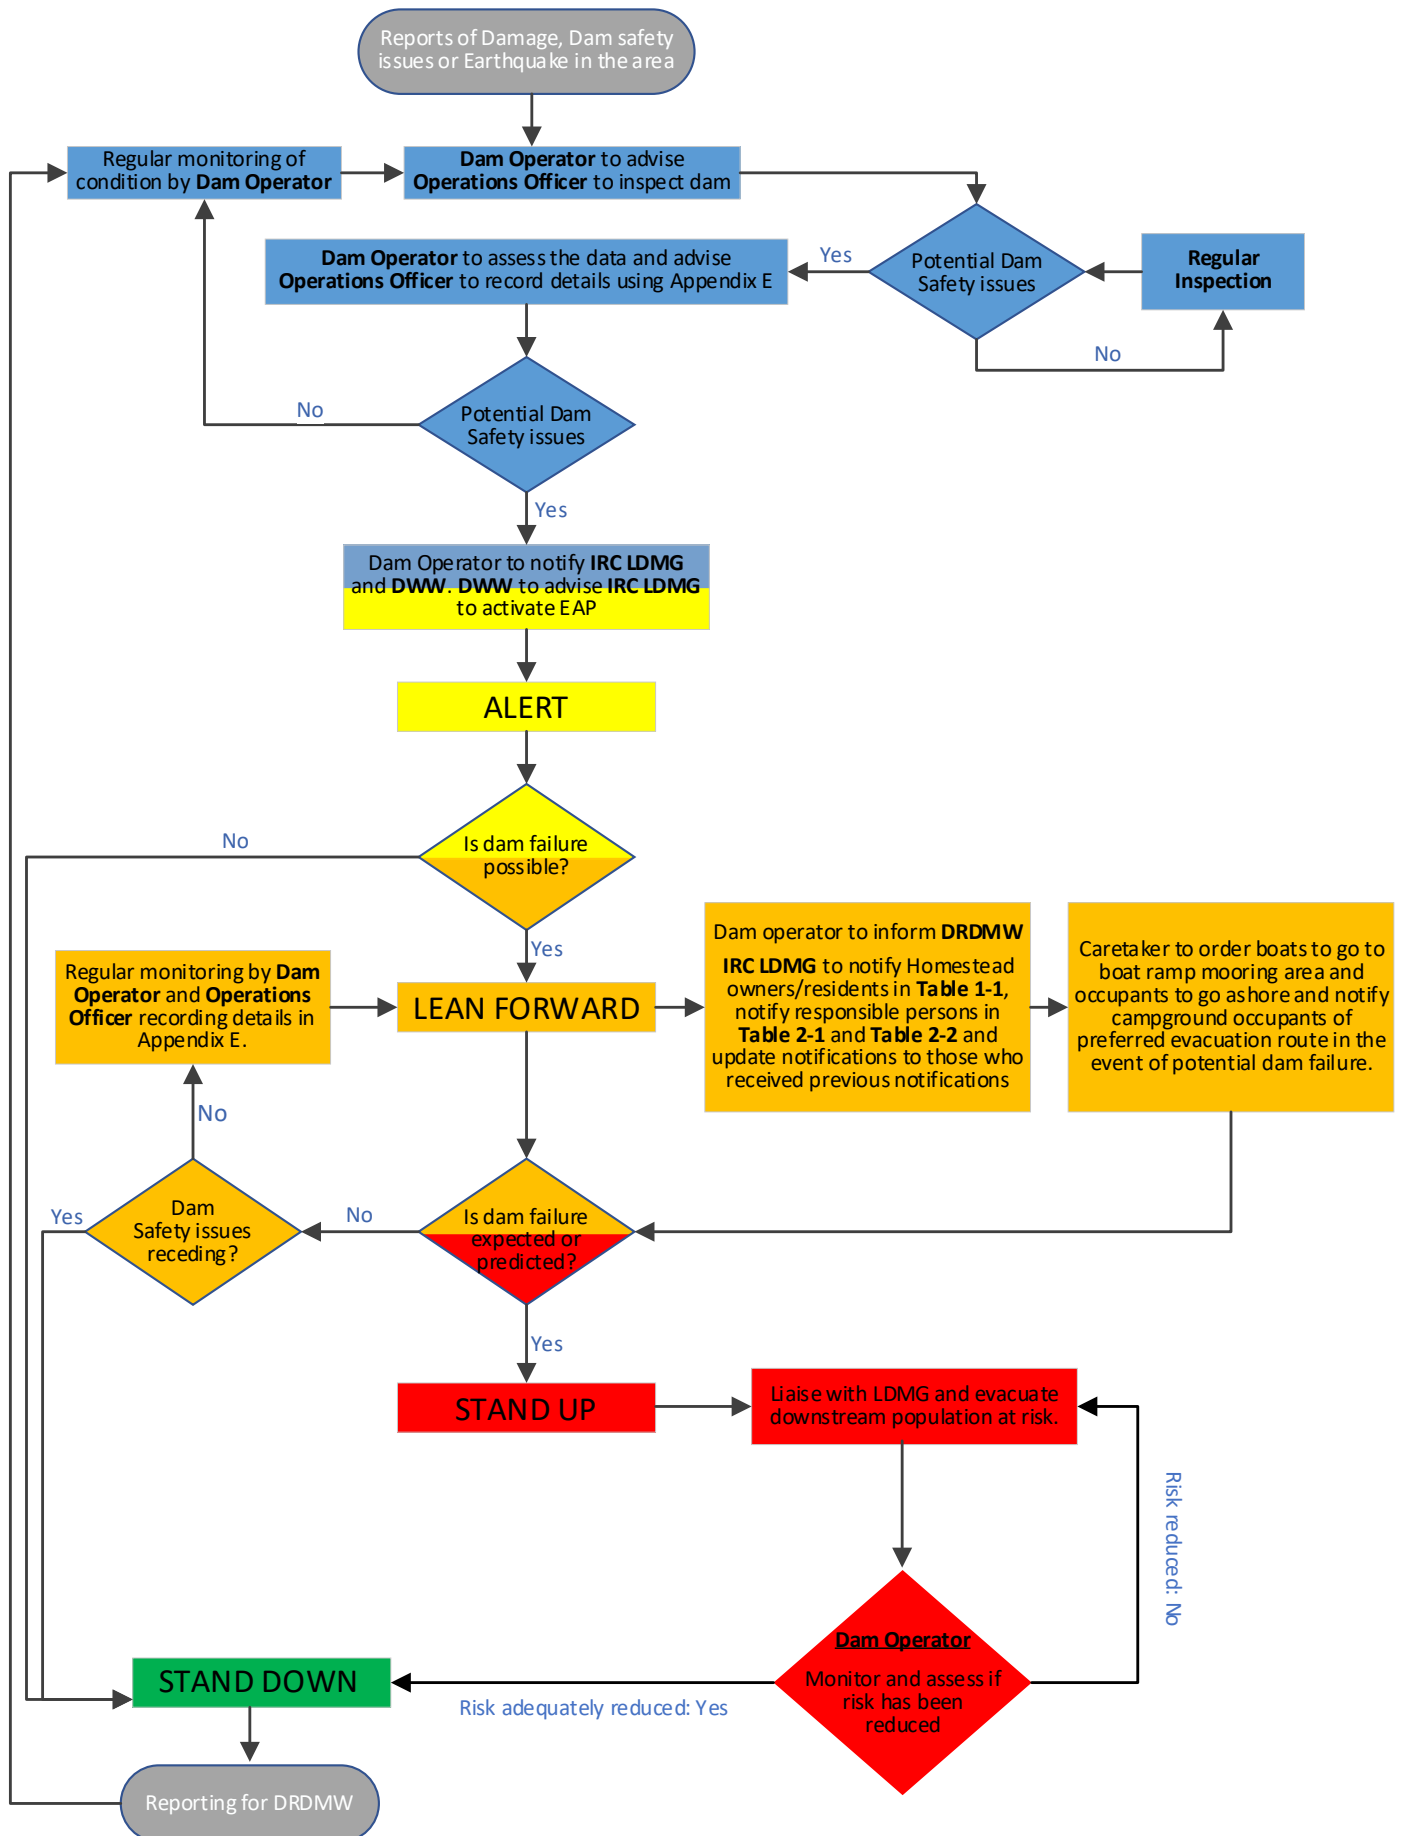 Reports of Damage, Dam safety
issues or Earthquake in the area
Regular monitoring of
condition by Dam Operator
Dam Operator to advise
Operations Officer to inspect dam
Dam Operator to assess the data and advise
Operations Officer to record details using Appendix E
Yes
Potential Dam
Safety issues
Regular
Inspection
No
No
Potential Dam
Safety issues
Yes
Dam Operator to notify IRC LDMG
and DWW. DWW to advise IRC LDMG
to activate EAP
ALERT
No
Is dam failure
possible?
Yes
Regular monitoring by Dam
Operator and Operations
Officer recording details in
Appendix E.
LEAN FORWARD
Dam operator to inform DRDMW
IRC LDMG to notify Homestead
owners/residents in Table 1-1,
notify responsible persons in
Table 2-1 and Table 2-2 and
update notifications to those who
received previous notifications
Caretaker to order boats to go to
boat ramp mooring area and
occupants to go ashore and notify
campground occupants of
preferred evacuation route in the
event of potential dam failure.
No
Yes
Dam
Safety issues
receding?
No
Is dam failure
expected or
predicted?
Yes
STAND UP
Liaise with LDMG and evacuate
downstream population at risk.
Risk reduced: No
Dam Operator
Monitor and assess if
risk has been
reduced
STAND DOWN
Risk adequately reduced: Yes
Reporting for DRDMW